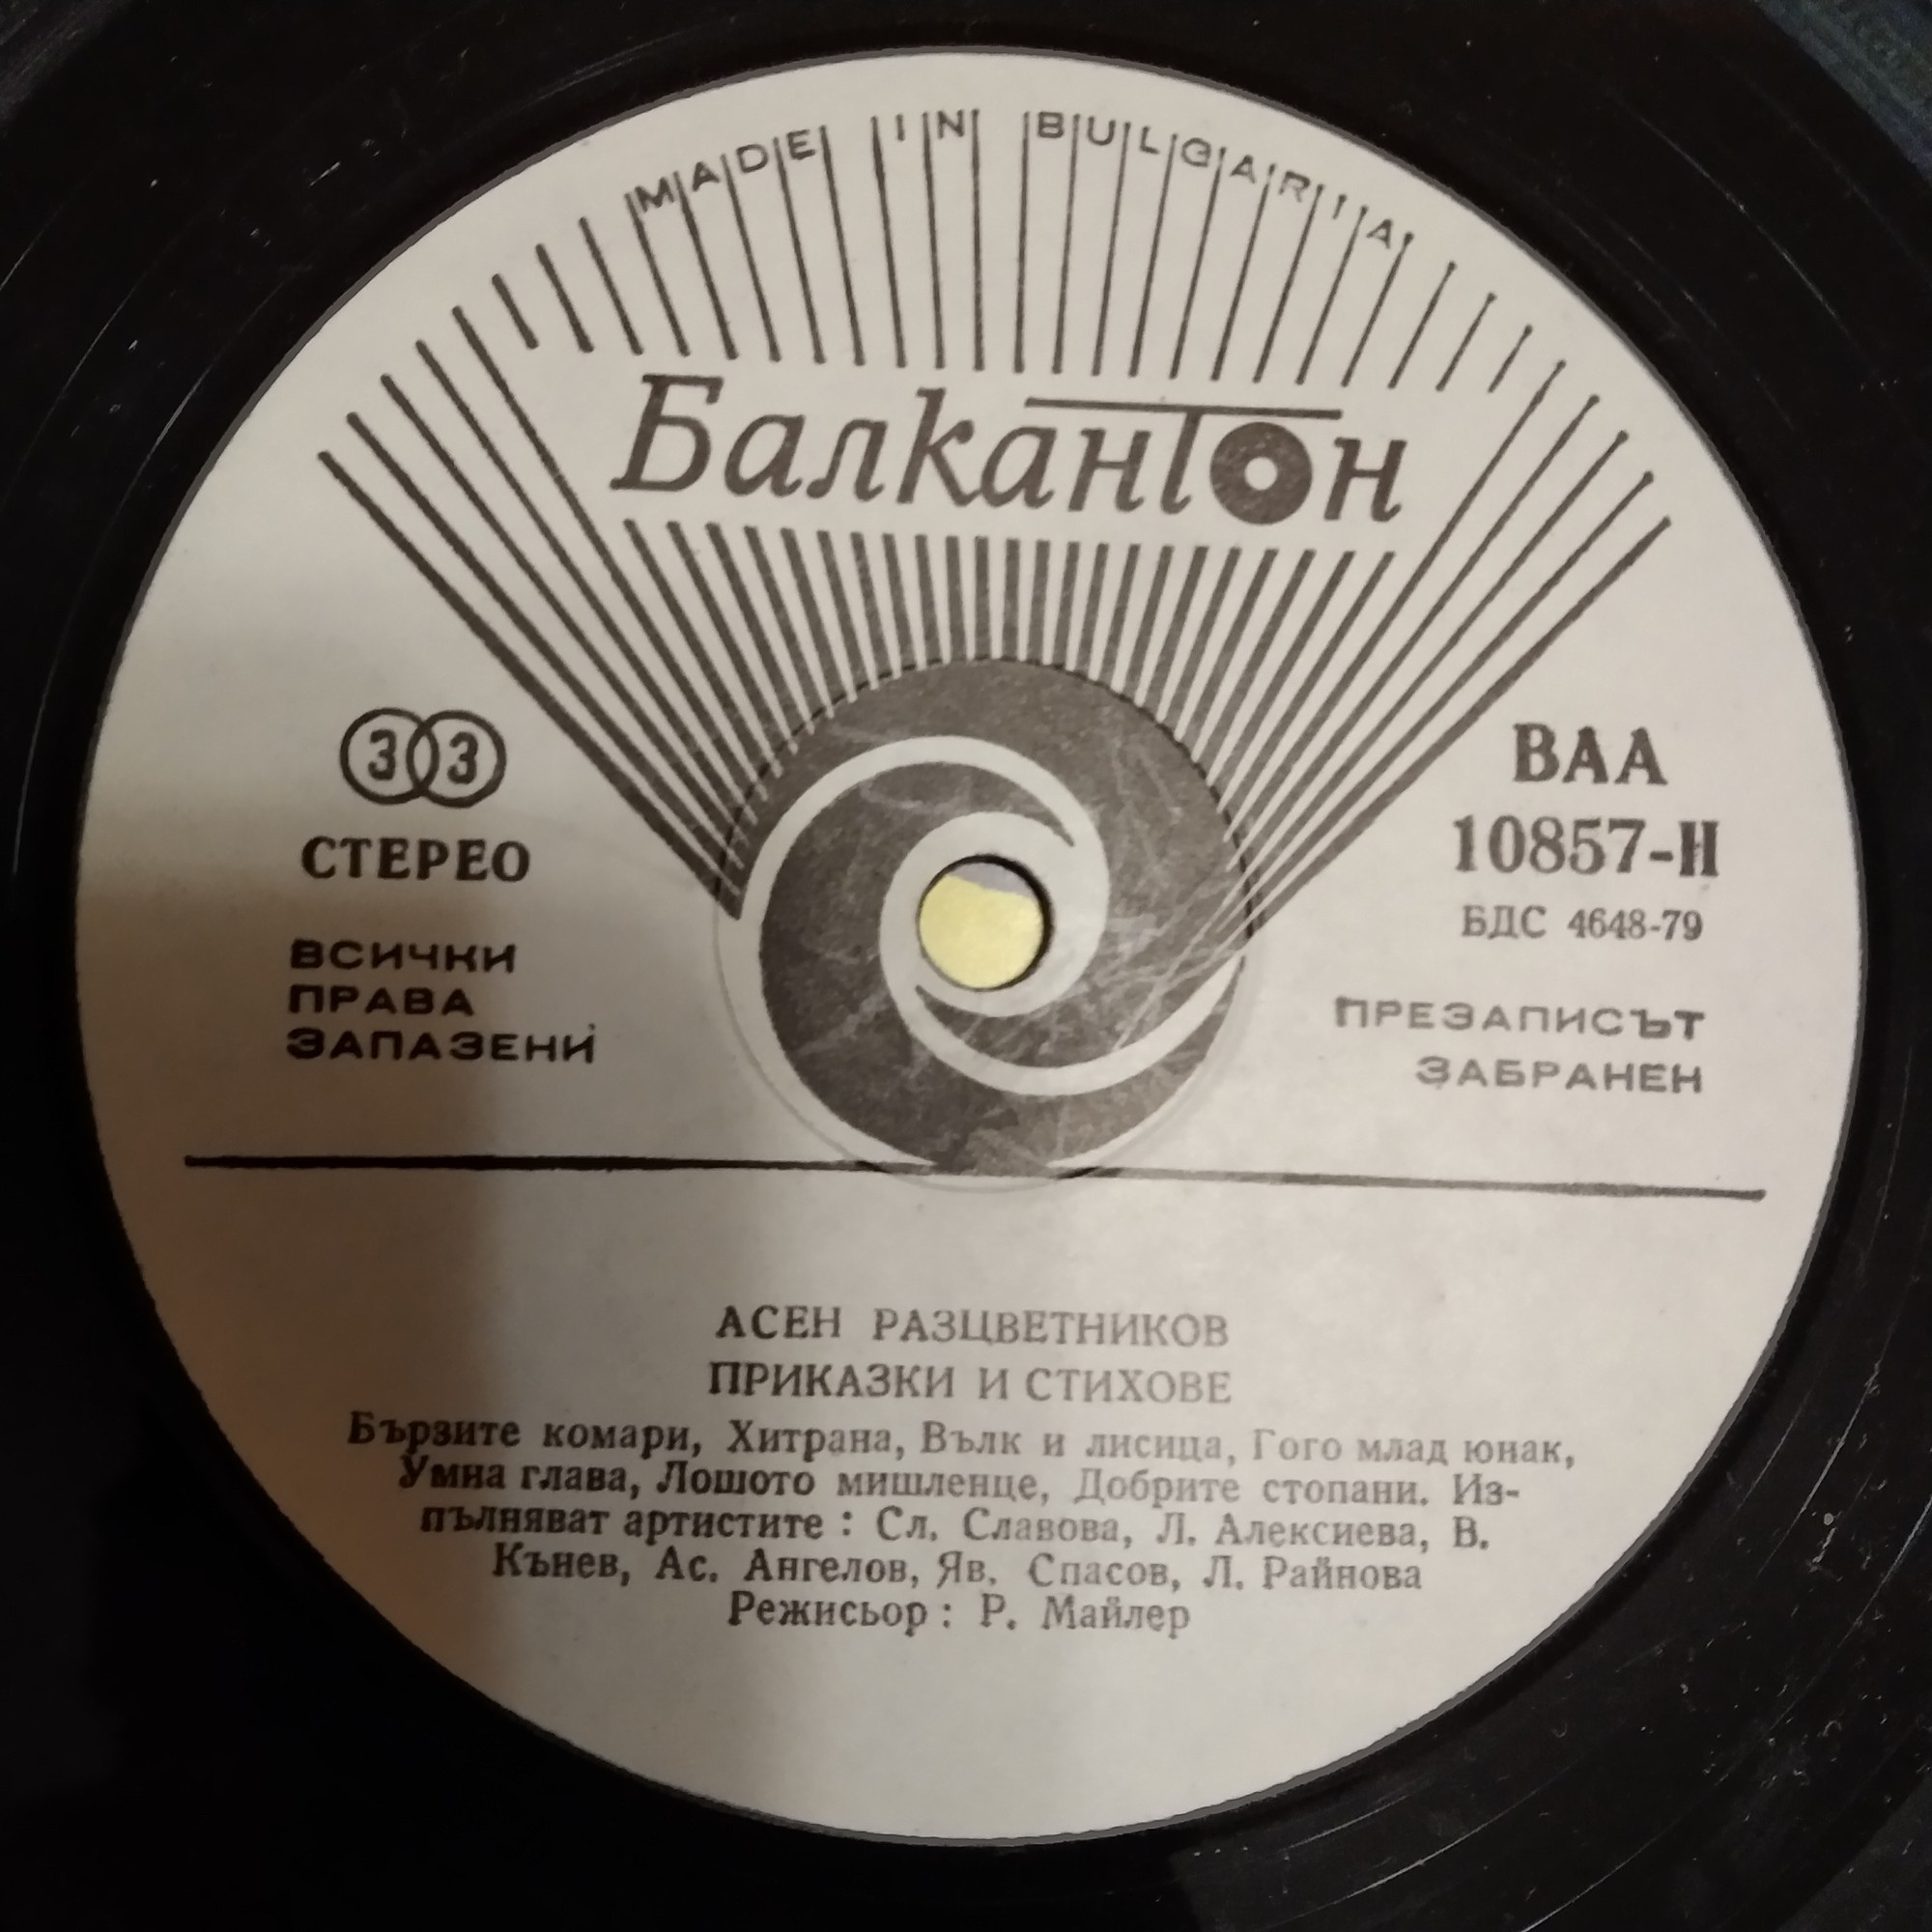 MADE IN BULGARIA
Балкантон
33
СТЕРЕО
ВСИЧКИ
ПРАВА
ЗАПАЗЕНИ
ВАА
10857-II
БДС 4648-79
ПРЕЗАПИСЪТ
ЗАБРАНЕН
АСЕН РАЗЦВЕТНИКОВ
ПРИКАЗКИ И СТИХОВЕ
Бързите комари, Хитрана, Вълк и лисица, Гого млад юнак,
Умна глава, Лошото мишленце, Добрите стопани. Из-
пълняват артистите : Сл. Славова, Л. Алексиева, В.
Кънев, Ас. Ангелов, Яв. Спасов, Л. Райнова
Режисьор : Р. Майлер